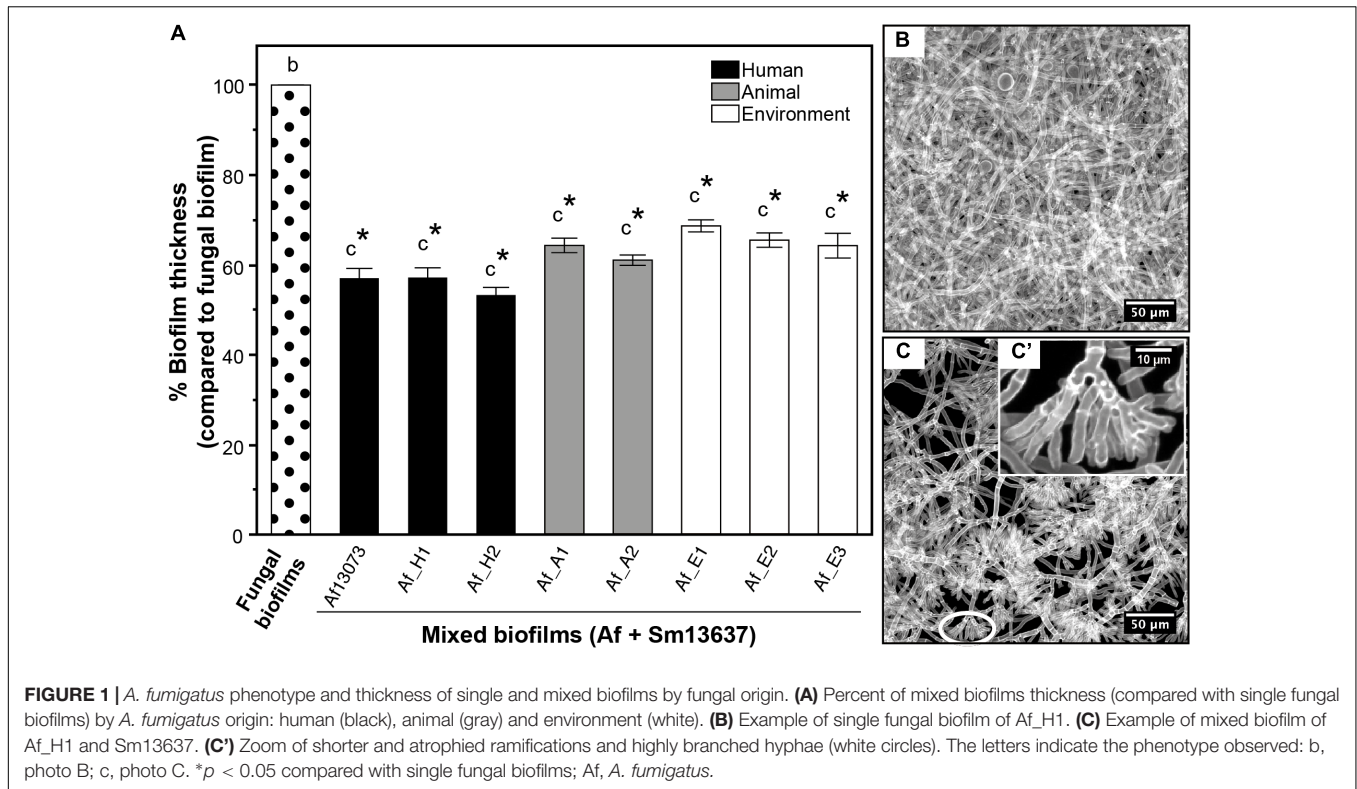 A
% Biofilm thickness
(compared to fungal biofilm)
100
80
60
40
20
0
b
c*
c*
c*
c*
c*
c*
c*
c*
Human
Animal
Environment
Fungal
biofilms
Af13073
Af_H1
Af_H2
Af_A1
Af_A2
Af_E1
Af_E2
Af_E3
Mixed biofilms (Af + Sm13637)
B
50 µm
C
C'
10 µm
50 µm
FIGURE 1 | A. fumigatus phenotype and thickness of single and mixed biofilms by fungal origin. (A) Percent of mixed biofilms thickness (compared with single fungal
biofilms) by A. fumigatus origin: human (black), animal (gray) and environment (white). (B) Example of single fungal biofilm of Af_H1. (C) Example of mixed biofilm of
Af_H1 and Sm13637. (C') Zoom of shorter and atrophied ramifications and highly branched hyphae (white circles). The letters indicate the phenotype observed: b,
photo B; c, photo C. *p < 0.05 compared with single fungal biofilms; Af, A. fumigatus.